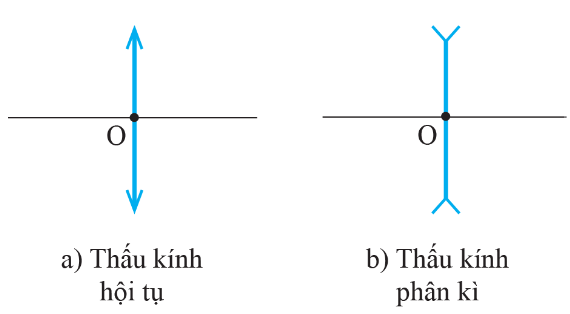 O
O
a) Thấu kính
hội tụ
b) Thấu kính
phân kì